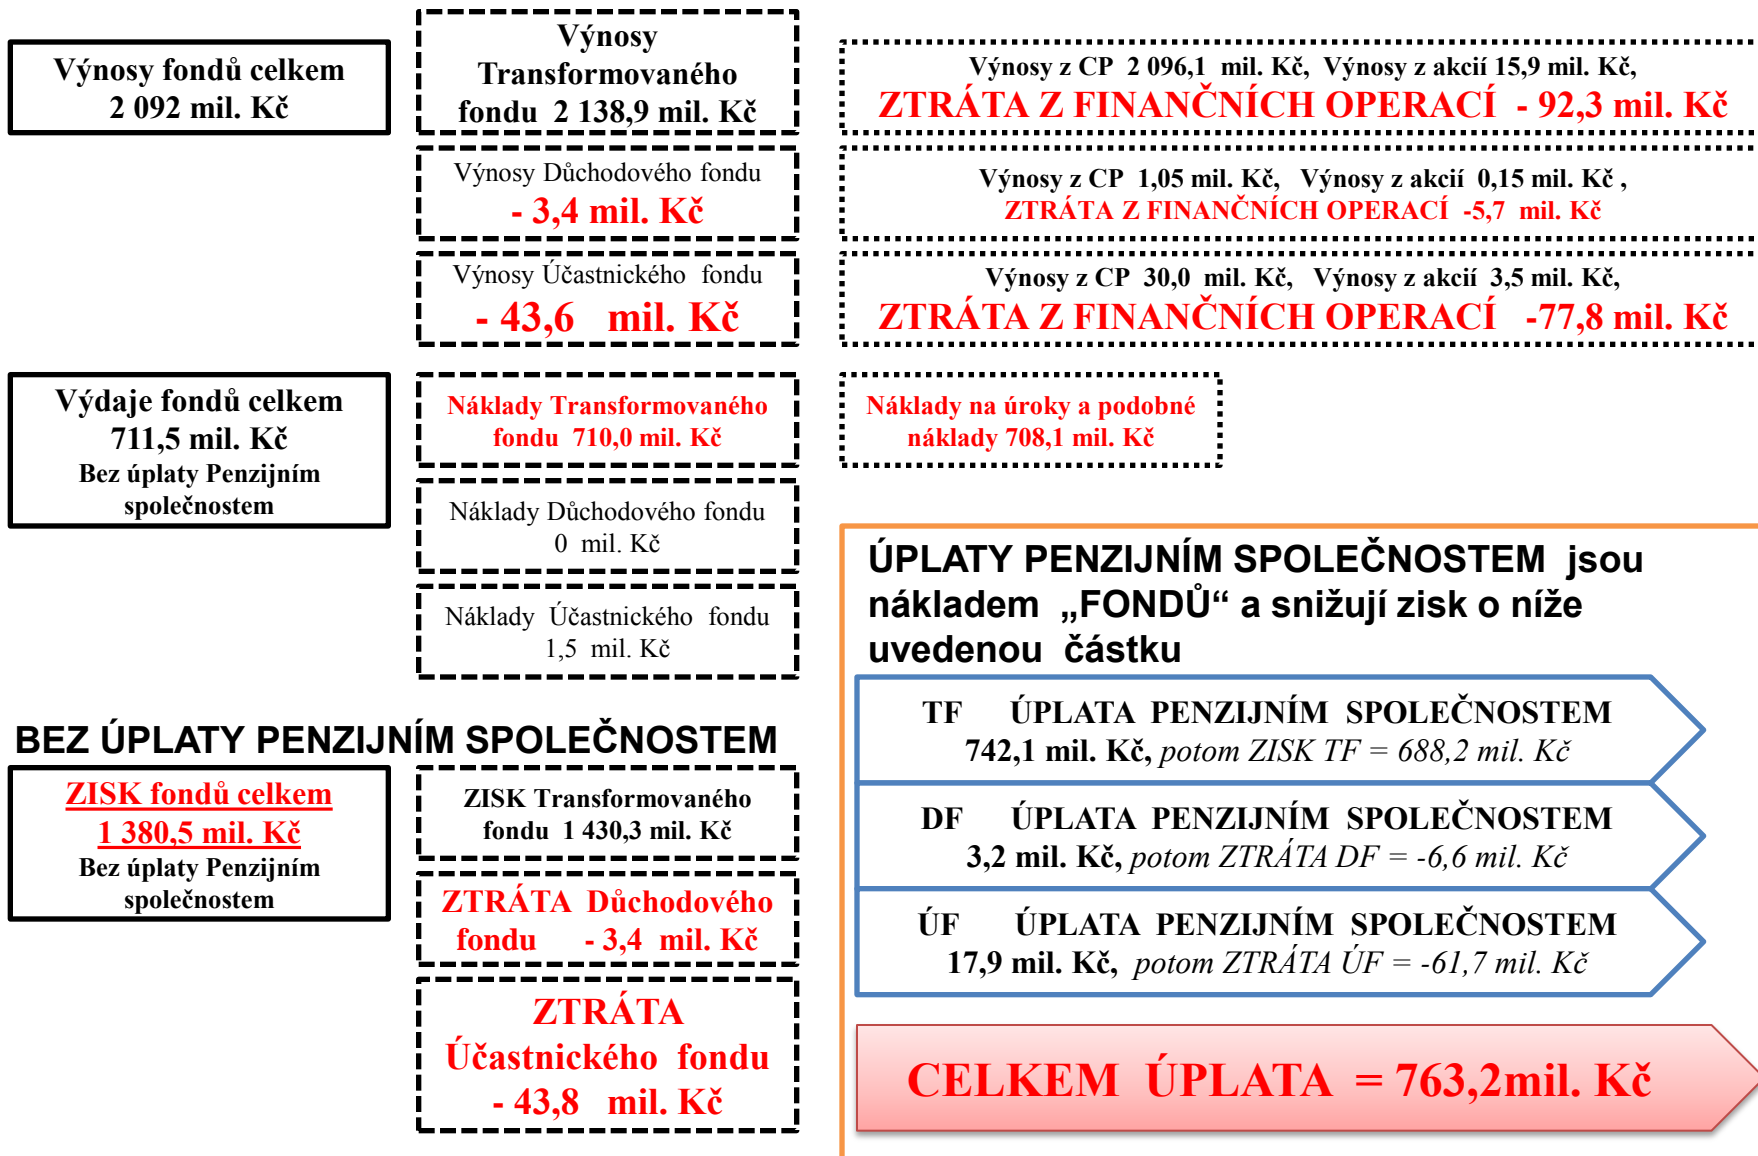 Výnosy fondů celkem
2 092 mil. Kč
Výnosy
Transformovaného
fondu 2 138,9 mil. Kč
Výnosy z CP 2 096,1 mil. Kč, Výnosy z akcií 15,9 mil. Kč,
ZTRÁTA Z FINANČNÍCH OPERACÍ - 92,3 mil. Kč
Výnosy Důchodového fondu
- 3,4 mil. Kč
Výnosy z CP 1,05 mil. Kč, Výnosy z akcií 0,15 mil. Kč ,
ZTRÁTA Z FINANČNÍCH OPERACÍ -5,7 mil. Kč
Výnosy Účastnického fondu
- 43,6 mil. Kč
Výnosy z CP 30,0 mil. Kč, Výnosy z akcií 3,5 mil. Kč,
ZTRÁTA Z FINANČNÍCH OPERACÍ -77,8 mil. Kč
Výdaje fondů celkem
711,5 mil. Kč
Bez úplaty Penzijním
společnostem
Náklady Transformovaného
fondu 710,0 mil. Kč
Náklady na úroky a podobné
náklady 708,1 mil. Kč
Náklady Důchodového fondu
0 mil. Kč
Náklady Účastnického fondu
1,5 mil. Kč
BEZ ÚPLATY PENZIJNÍM SPOLEČNOSTEM
ZISK fondů celkem
1 380,5 mil. Kč
Bez úplaty Penzijním
společnostem
ZISK Transformovaného
fondu 1 430,3 mil. Kč
ZTRÁTA Důchodového
fondu - 3,4 mil. Kč
ZTRÁTA
Účastnického fondu
- 43,8 mil. Kč
ÚPLATY PENZIJNÍM SPOLEČNOSTEM jsou
nákladem „FONDŮ“ a snižují zisk o níže
uvedenou částku
TF ÚPLATA PENZIJNÍM SPOLEČNOSTEM
742,1 mil. Kč, potom ZISK TF = 688,2 mil. Kč
DF ÚPLATA PENZIJNÍM SPOLEČNOSTEM
3,2 mil. Kč, potom ZTRÁTA DF = -6,6 mil. Kč
ÚF ÚPLATA PENZIJNÍM SPOLEČNOSTEM
17,9 mil. Kč, potom ZTRÁTA ÚF = -61,7 mil. Kč
CELKEM ÚPLATA = 763,2mil. Kč